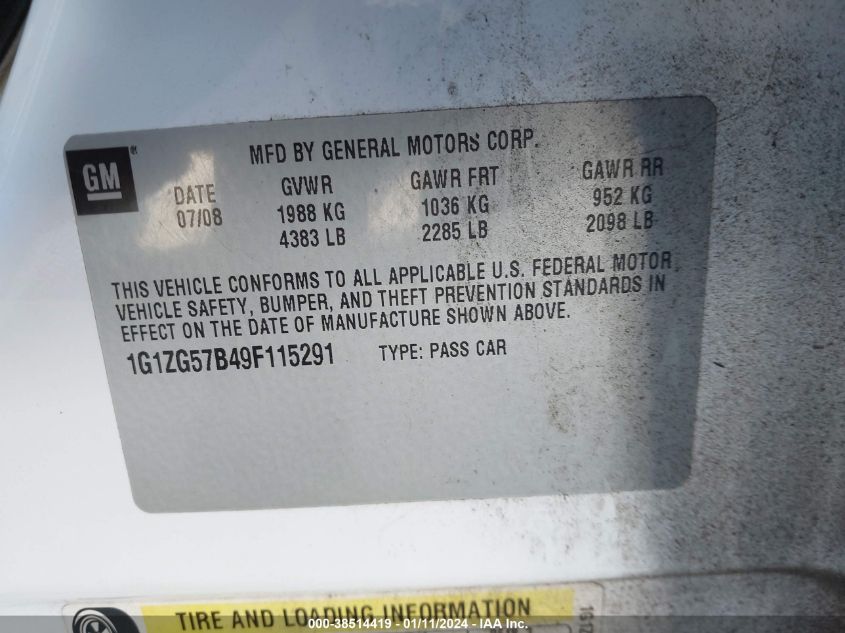 MFD BY GENERAL MOTORS CORP.
GM ®
DATE GVWR GAWR FRT GAWR RR
07/08 1988 KG 1036 KG 952 KG
4383 LB 2285 LB 2098 LB
THIS VEHICLE CONFORMS TO ALL APPLICABLE U.S. FEDERAL MOTOR
VEHICLE SAFETY, BUMPER, AND THEFT PREVENTION STANDARDS IN
EFFECT ON THE DATE OF MANUFACTURE SHOWN ABOVE.
1G1ZG57B49F115291 TYPE: PASS CAR
TIRE AND LOADING INFORMATION
1G1Z
000-38514419 - 01/11/2024 - IAA Inc.